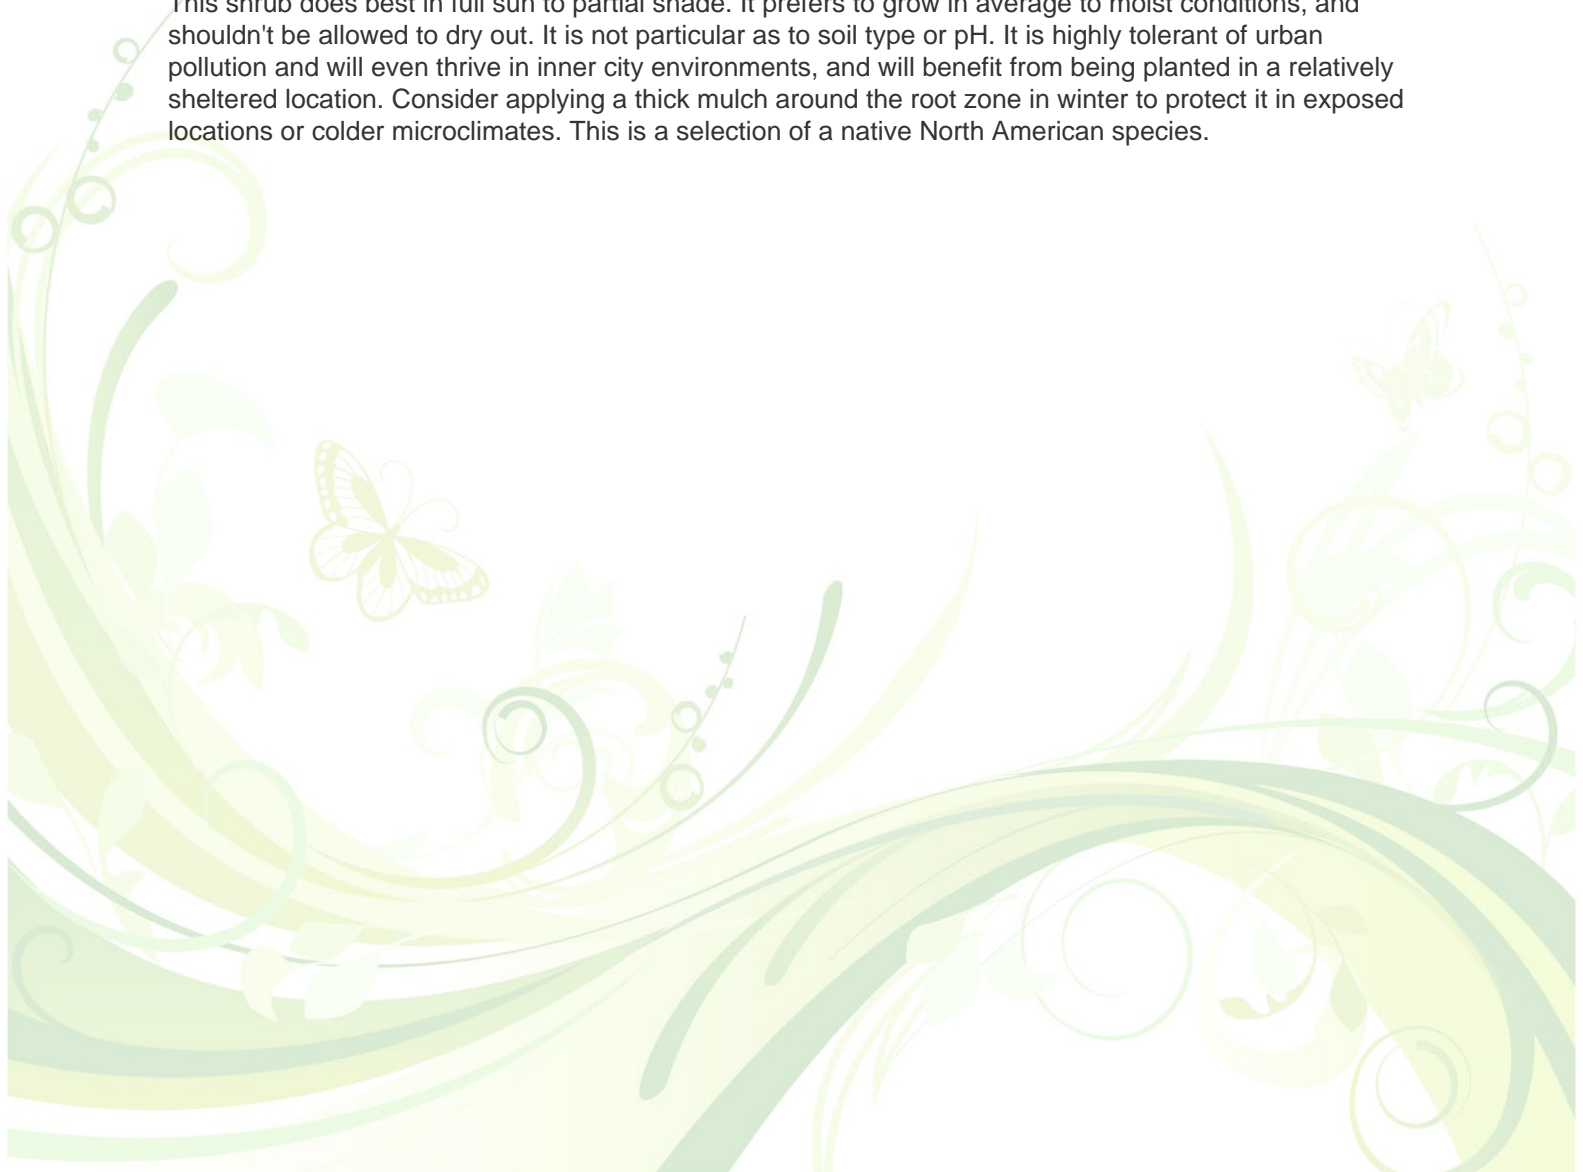 This shrub does best in full sun to partial shade. It prefers to grow in average to moist conditions, and
shouldn't be allowed to dry out. It is not particular as to soil type or pH. It is highly tolerant of urban
pollution and will even thrive in inner city environments, and will benefit from being planted in a relatively
sheltered location. Consider applying a thick mulch around the root zone in winter to protect it in exposed
locations or colder microclimates. This is a selection of a native North American species.